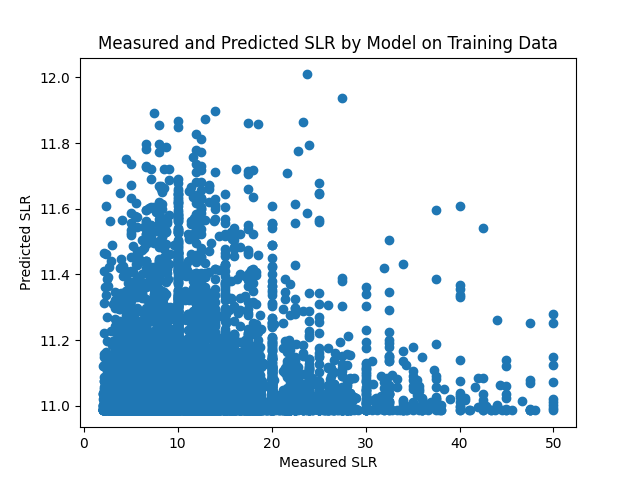 Measured and Predicted SLR by Model on Training Data
12.0
11.8
11.6
11.4
11.2
11.0
Predicted SLR
0 10 20 30 40 50
Measured SLR